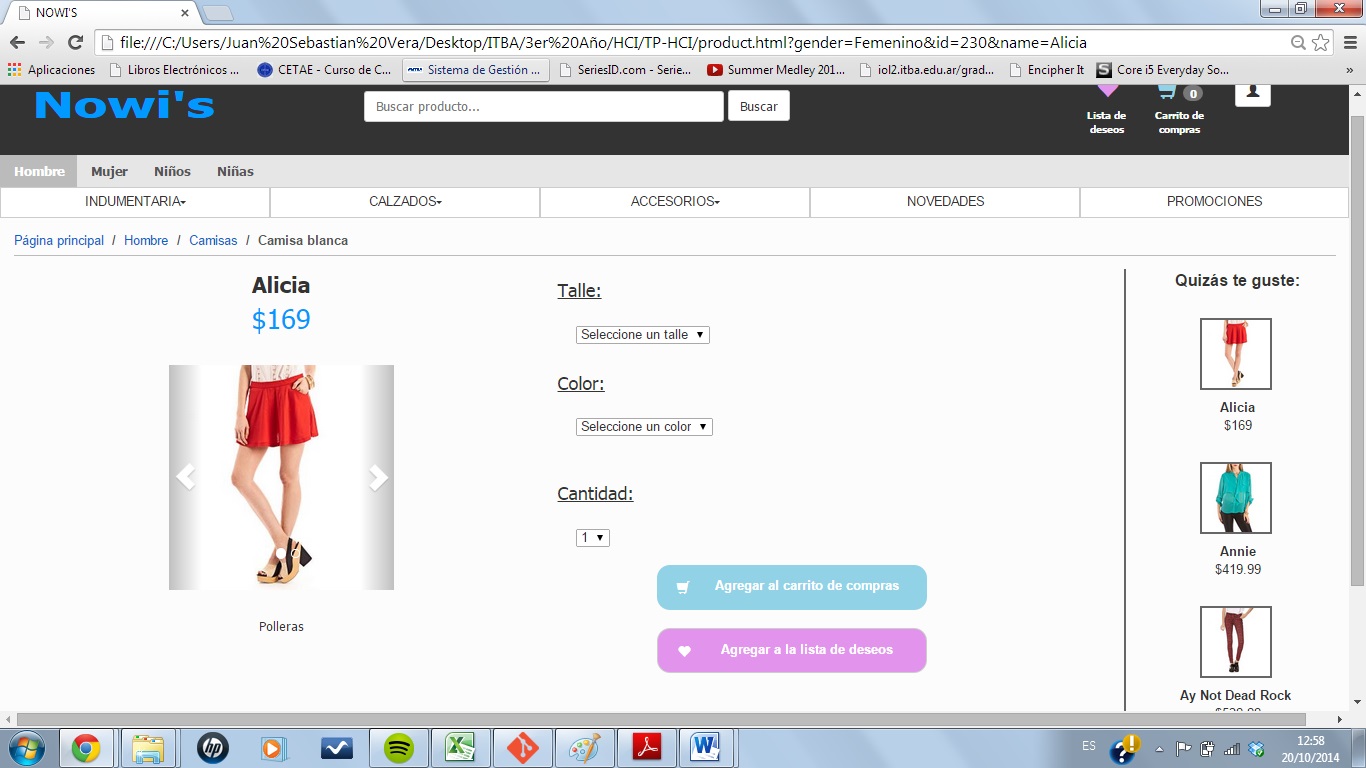 NOWI'S
file:///C:/Users/Juan%20Sebastian%20Vera/Desktop/ITBA/3er%20Año/HCI/TP-HCI/product.html?gender=Femenino&id=230&name=Alicia
Aplicaciones Libros Electrónicos ... CETAE - Curso de C... Sistema de Gestión ... SeriesID.com - Serie... Summer Medley 201... iol2.itba.edu.ar/grad... Encipher It Core i5 Everyday So... »
Nowi's
Buscar producto... Buscar
0
Lista de deseos
Carrito de compras
Hombre Mujer Niños Niñas
INDUMENTARIA CALZADOS ACCESORIOS NOVEDADES PROMOCIONES
Página principal / Hombre / Camisas / Camisa blanca
Alicia
$169
Polleras
Talle:
Seleccione un talle
Color:
Seleccione un color
Cantidad:
1
Agregar al carrito de compras
Agregar a la lista de deseos
Quizás te guste:
Alicia
$169
Annie
$419.99
Ay Not Dead Rock
ES
12:58
20/10/2014